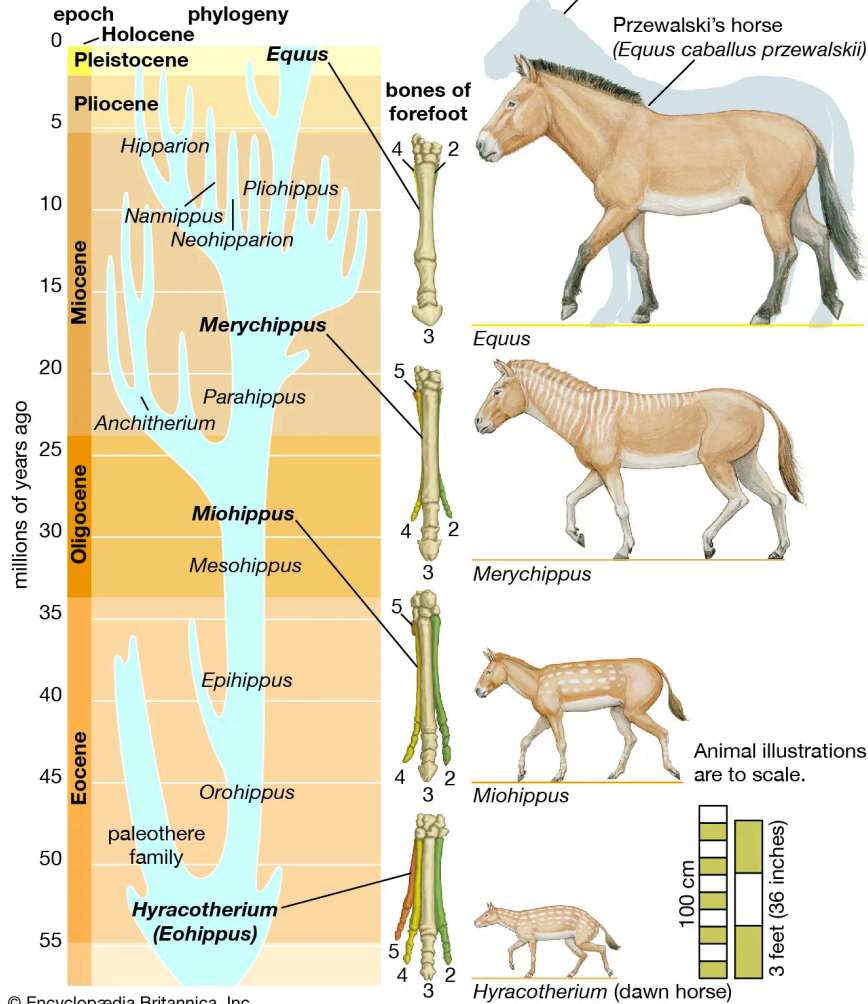 epoch
phylogeny
Holocene
0
Pleistocene
Equus
Pliocene
5
Hipparion
Pliohippus
Nannippus
10
Neohipparion
Miocene
15
Merychippus
20
Parahippus
Anchitherium
25
Oligocene
Miohippus
30
Mesohippus
35
Epihippus
40
Eocene
45
Orohippus
paleothere
family
50
Hyracotherium
(Eohippus)
55
millions of years ago
bones of
forefoot
4
2
3
5
4
2
3
5
4
2
3
5
4
2
3
Przewalski's horse
(Equus caballus przewalskii)
Equus
Merychippus
Miohippus
Animal illustrations
are to scale.
100 cm
3 feet (36 inches)
Hyracotherium (dawn horse)
© Encyclopædia Britannica, Inc.